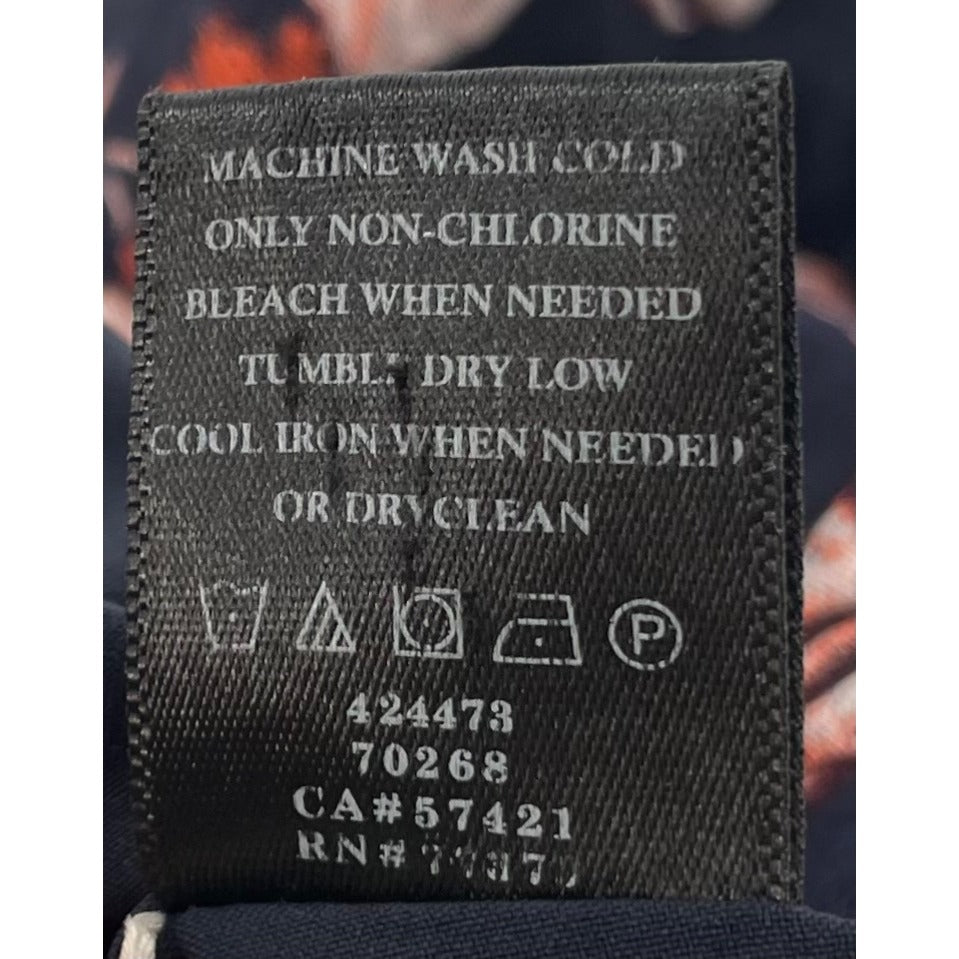 MACHINE WASH COLD
ONLY NON-CHLORINE
BLEACH WHEN NEEDED
TUMBLE DRY LOW
COOL IRON WHEN NEEDED
OR DRYCLEAN
P
424473
70268
CA#57421
RN#